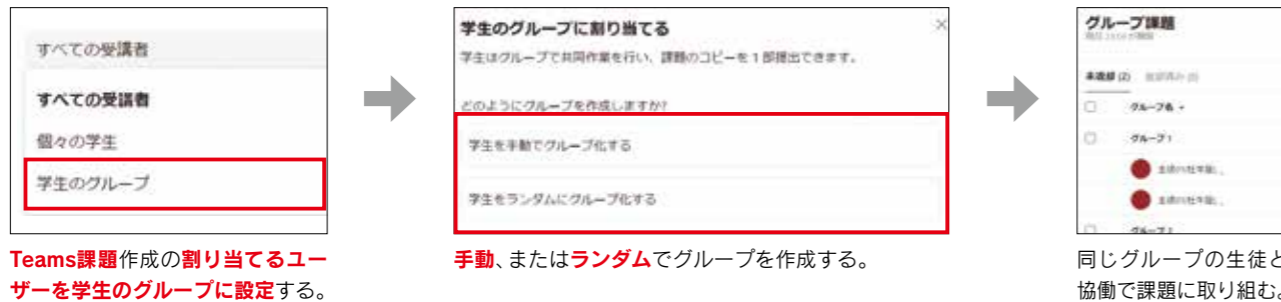 すべての受講者
すべての受講者
個々の学生
学生のグループ
Teams課題作成の割り当てるユー
ザーを学生のグループに設定する。
学生のグループに割り当てる
学生はグループで共同作業を行い、課題のコピーを1部提出できます。
どのようにグループを作成しますか?
学生を手動でグループ化する
学生をランダムにグループ化する
手動、またはランダムでグループを作成する。
グループ課題
グループ名
グループ1
同じグループの生徒と
協働で課題に取り組む。